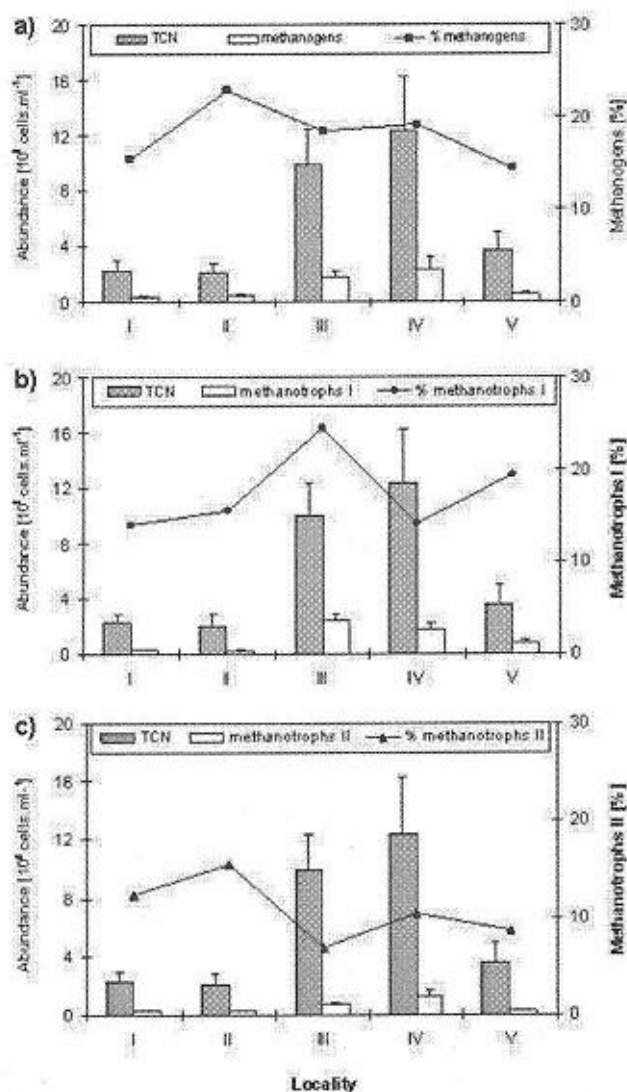 a)
TCN methanogens % methanogens
Abundance [10⁸ cells.ml⁻¹]
20
16
12
8
4
0
Methanogens [%]
30
20
10
0
I II III IV V
b)
TCN methanotrophs I % methanotrophs I
Abundance [10⁸ cells.ml⁻¹]
20
16
12
8
4
0
Methanotrophs I [%]
30
20
10
0
I II III IV V
c)
TCN methanotrophs II % methanotrophs II
Abundance [10⁸ cells.ml⁻¹]
20
16
12
8
4
0
Methanotrophs II [%]
30
20
10
0
I II III IV V
Locality